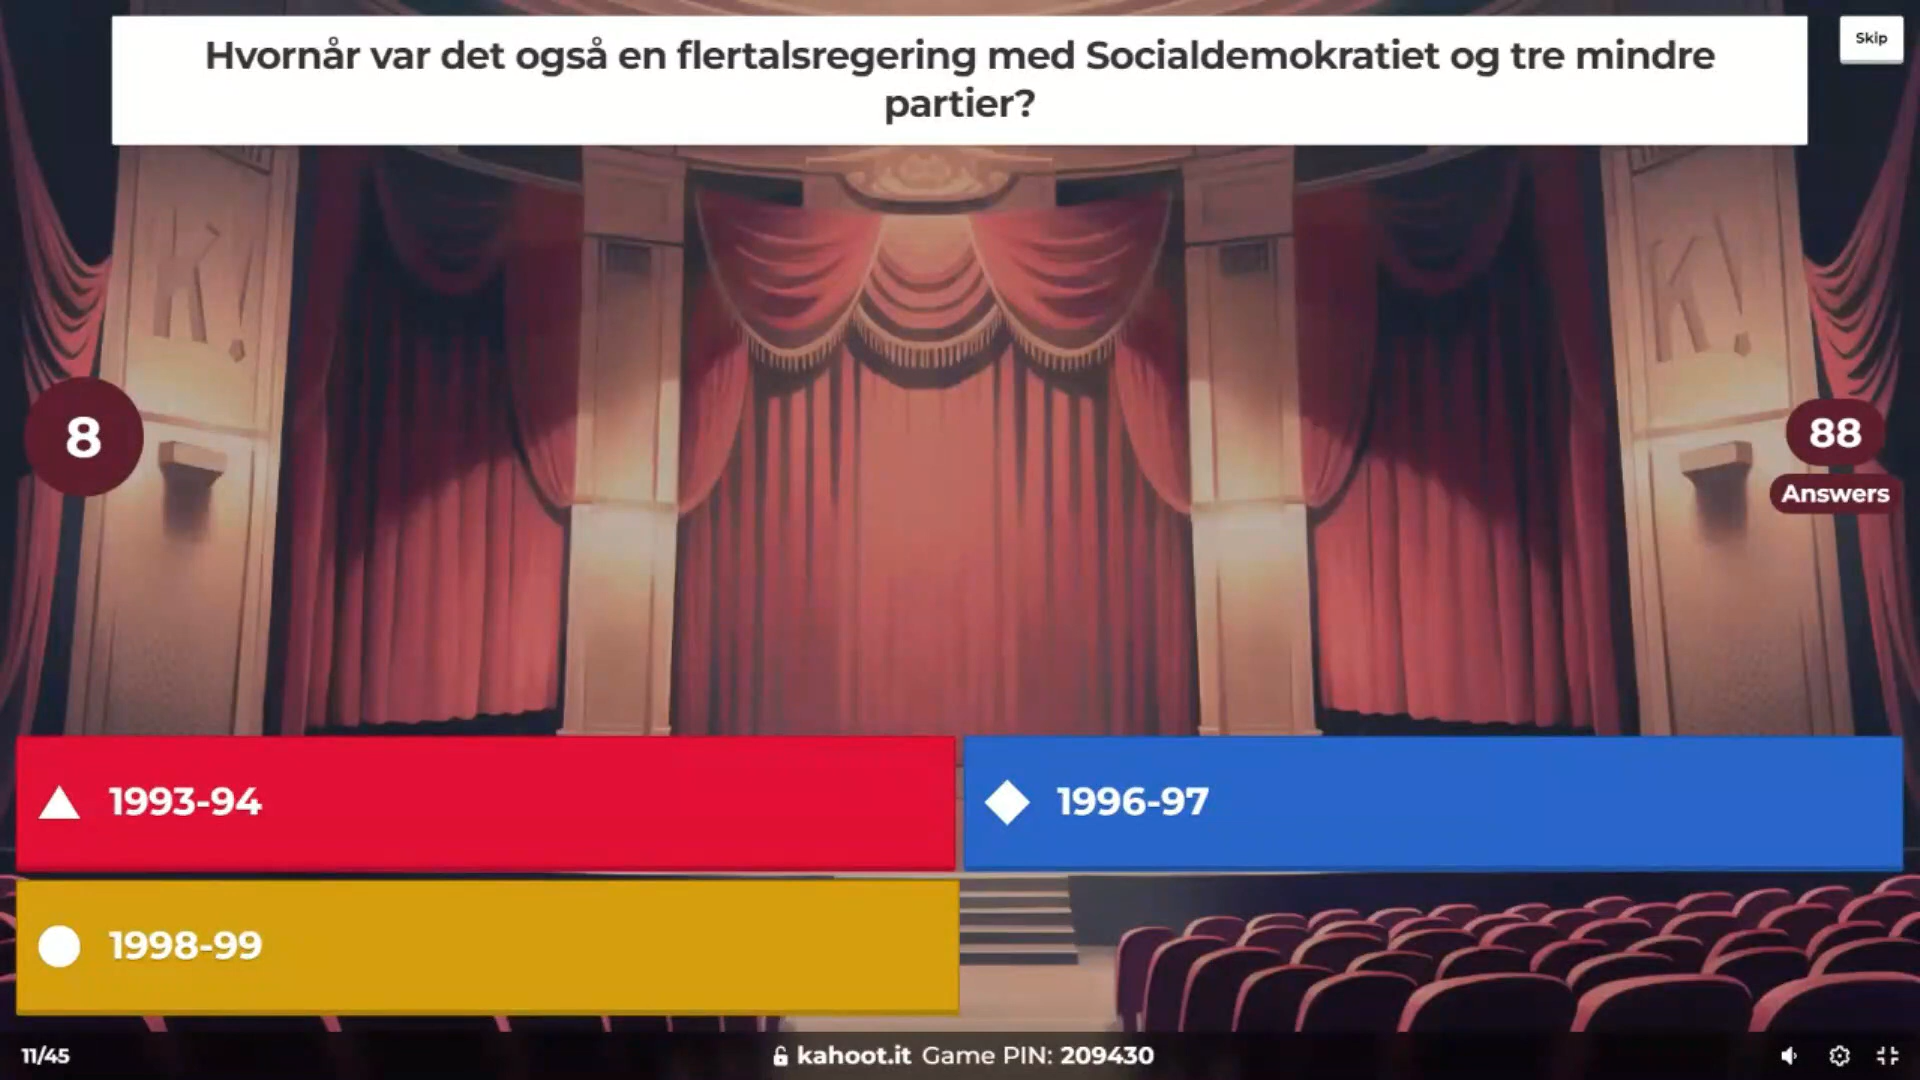 Hvornår var det også en flertalsregering med Socialdemokratiet og tre mindre
partier?
Skip
K!
K!
8
88
Answers
1993-94
1996-97
1998-99
11/45
kahoot.it Game PIN: 209430